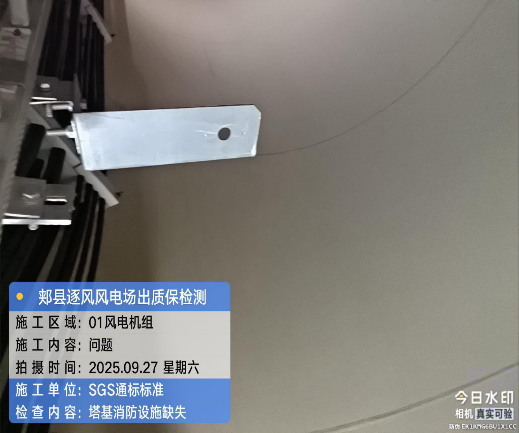 郏县逐风风电场出质保检测
施工区域：01风电机组
施工内容：问题
拍摄时间：2025.09.27 星期六
施工单位：SGS通标标准
检查内容：塔基消防设施缺失
今日水印
相机 真实可验
防伪 EK1KMG6BU1X1CC